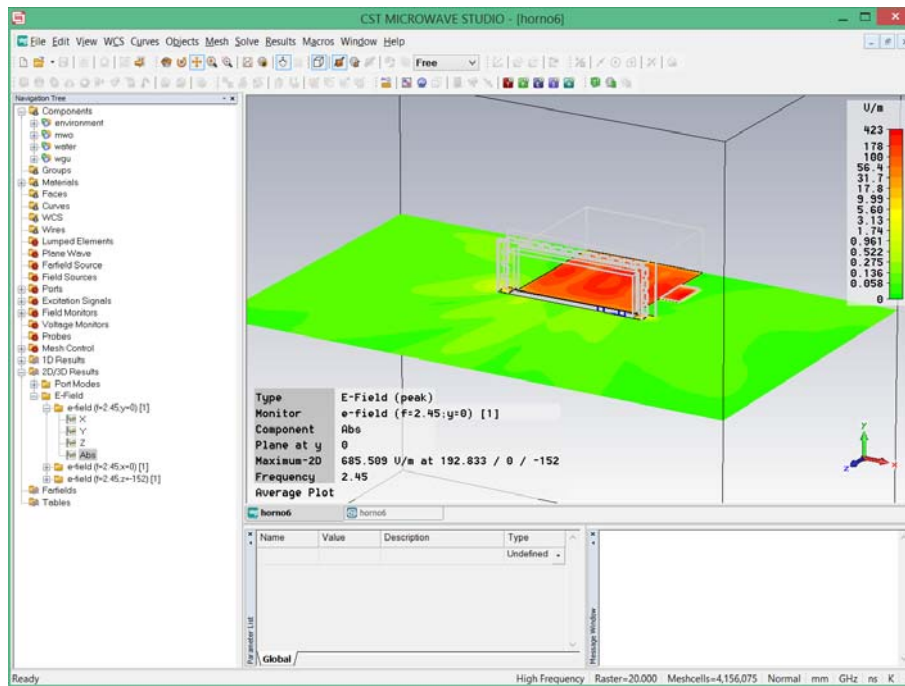 CST MICROWAVE STUDIO - [horno6]
File Edit View WCS Curves Objects Mesh Solve Results Macros Window Help
Free
Navigation Tree
Components
environment
mwo
water
wgu
Groups
Materials
Faces
Curves
WCS
Wires
Lumped Elements
Plane Wave
Farfield Source
Field Sources
Ports
Excitation Signals
Field Monitors
Voltage Monitors
Probes
Mesh Control
1D Results
2D/3D Results
Port Modes
E-Field
e-field (f=2.45;y=0) [1]
X
Y
Z
Abs
e-field (f=2.45;x=0) [1]
e-field (f=2.45;z=-152) [1]
Farfields
Tables
V/m
423
178
100
56.4
31.7
17.8
9.99
5.60
3.13
1.74
0.961
0.522
0.275
0.136
0.058
0
Type E-Field (peak)
Monitor e-field (f=2.45;y=0) [1]
Component Abs
Plane at y 0
Maximum-2D 685.509 V/m at 192.833 / 0 / -152
Frequency 2.45
Average Plot
y
z
x
horno6 horno6
Name Value Description Type
Undefined
Parameter List
Global
Message Window
Ready
High Frequency Raster=20.000 Meshcells=4,156,075 Normal mm GHz ns K